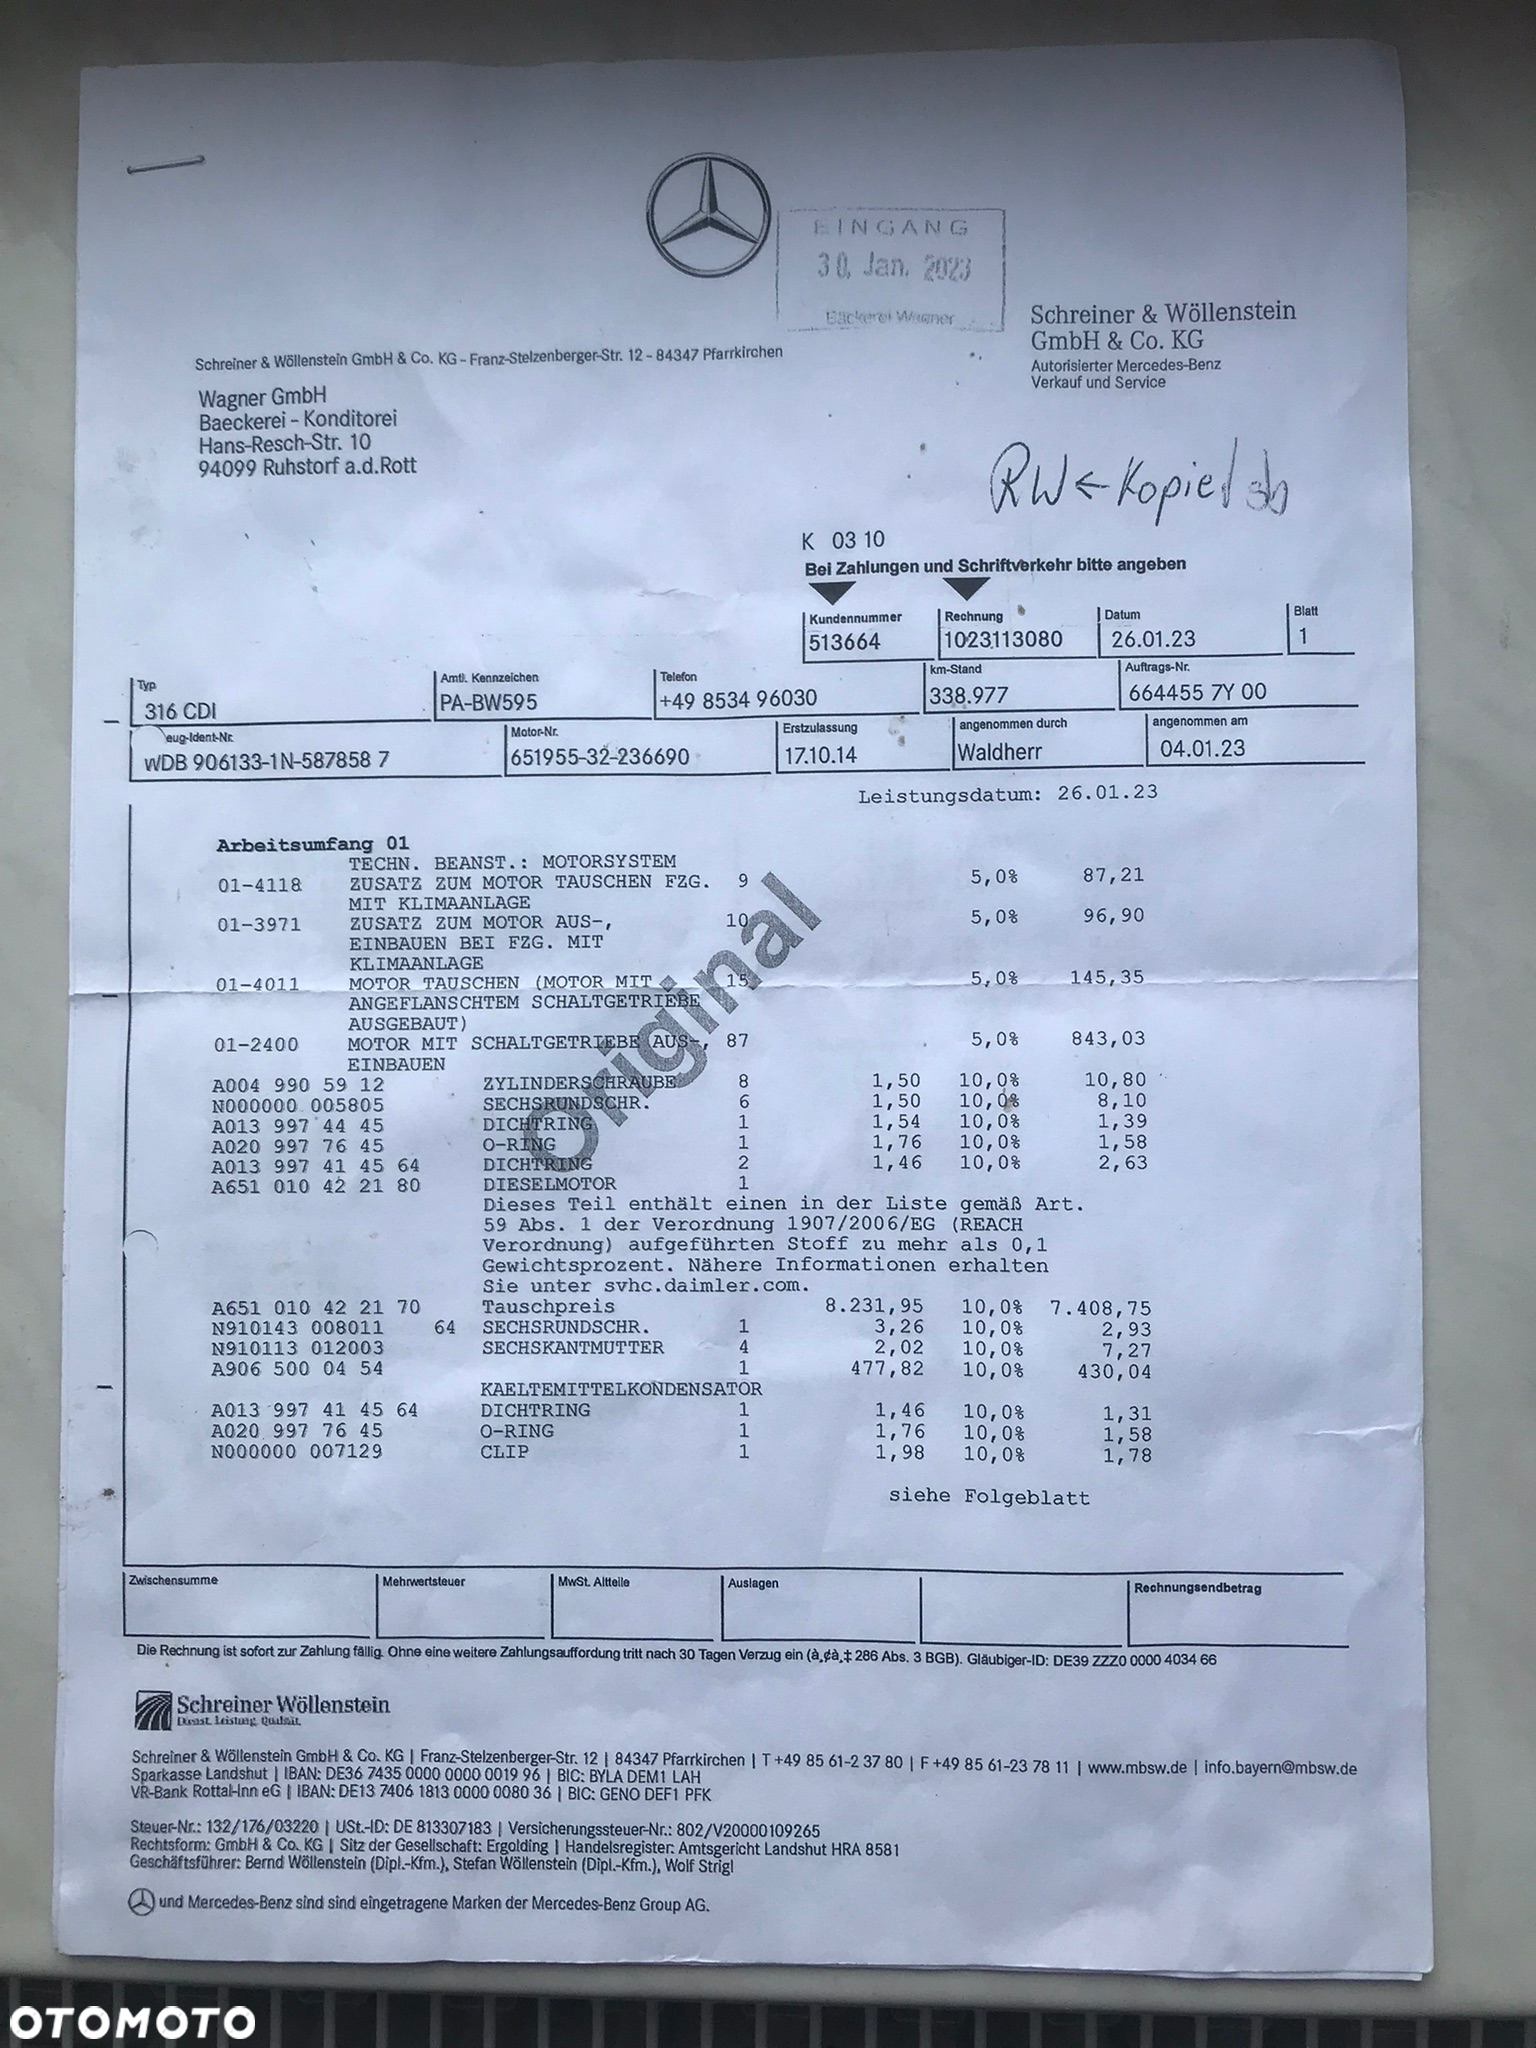 EINGANG
30. Jan. 2023
Bäckerei Wagner
Schreiner & Wöllenstein
GmbH & Co. KG
Autorisierter Mercedes-Benz
Verkauf und Service
Schreiner & Wöllenstein GmbH & Co. KG - Franz-Stelzenberger-Str. 12 - 84347 Pfarrkirchen
Wagner GmbH
Baeckerei - Konditorei
Hans-Resch-Str. 10
94099 Ruhstorf a.d.Rott
RW ← Kopie
K 03 10
Bei Zahlungen und Schriftverkehr bitte angeben
Kundennummer Rechnung Datum Blatt
513664 1023113080 26.01.23 1
Typ Amtl. Kennzeichen Telefon km-Stand Auftrags-Nr.
316 CDI PA-BW595 +49 8534 96030 338.977 664455 7Y 00
eug-Ident-Nr. Motor-Nr. Erstzulassung angenommen durch angenommen am
WDB 906133-1N-587858 7 651955-32-236690 17.10.14 Waldherr 04.01.23
Leistungsdatum: 26.01.23
Arbeitsumfang 01
TECHN. BEANST.: MOTORSYSTEM
01-4118 ZUSATZ ZUM MOTOR TAUSCHEN FZG. 9 5,0% 87,21
MIT KLIMAANLAGE
01-3971 ZUSATZ ZUM MOTOR AUS-, 10 5,0% 96,90
EINBAUEN BEI FZG. MIT
KLIMAANLAGE
01-4011 MOTOR TAUSCHEN (MOTOR MIT 15 5,0% 145,35
ANGEFLANSCHTEM SCHALTGETRIEBE
AUSGEBAUT)
01-2400 MOTOR MIT SCHALTGETRIEBE AUS-, 87 5,0% 843,03
EINBAUEN
A004 990 59 12 ZYLINDERSCHRAUBE 8 1,50 10,0% 10,80
N000000 005805 SECHSRUNDSCHR. 6 1,50 10,0% 8,10
A013 997 44 45 DICHTRING 1 1,54 10,0% 1,39
A020 997 76 45 O-RING 1 1,76 10,0% 1,58
A013 997 41 45 64 DICHTRING 2 1,46 10,0% 2,63
A651 010 42 21 80 DIESELMOTOR 1
Dieses Teil enthält einen in der Liste gemäß Art.
59 Abs. 1 der Verordnung 1907/2006/EG (REACH
Verordnung) aufgeführten Stoff zu mehr als 0,1
Gewichtsprozent. Nähere Informationen erhalten
Sie unter svhc.daimler.com.
A651 010 42 21 70 Tauschpreis 8.231,95 10,0% 7.408,75
N910143 008011 64 SECHSRUNDSCHR. 1 3,26 10,0% 2,93
N910113 012003 SECHSKANTMUTTER 4 2,02 10,0% 7,27
A906 500 04 54 1 477,82 10,0% 430,04
KAELTEMITTELKONDENSATOR
A013 997 41 45 64 DICHTRING 1 1,46 10,0% 1,31
A020 997 76 45 O-RING 1 1,76 10,0% 1,58
N000000 007129 CLIP 1 1,98 10,0% 1,78
Original
siehe Folgeblatt
Zwischensumme Mehrwertsteuer MwSt. Altteile Auslagen Rechnungsendbetrag
Die Rechnung ist sofort zur Zahlung fällig. Ohne eine weitere Zahlungsauffordung tritt nach 30 Tagen Verzug ein (à¸¢à¸‡ 286 Abs. 3 BGB). Gläubiger-ID: DE39 ZZZ0 0000 4034 66
Schreiner Wöllenstein
Dienst. Leistung. Qualität.
Schreiner & Wöllenstein GmbH & Co. KG | Franz-Stelzenberger-Str. 12 | 84347 Pfarrkirchen | T +49 85 61-2 37 80 | F +49 85 61-23 78 11 | www.mbsw.de | info.bayern@mbsw.de
Sparkasse Landshut | IBAN: DE36 7435 0000 0000 0019 96 | BIC: BYLA DEM1 LAH
VR-Bank Rottal-Inn eG | IBAN: DE13 7406 1813 0000 0080 36 | BIC: GENO DEF1 PFK
Steuer-Nr.: 132/176/03220 | USt.-ID: DE 813307183 | Versicherungssteuer-Nr.: 802/V20000109265
Rechtsform: GmbH & Co. KG | Sitz der Gesellschaft: Ergolding | Handelsregister: Amtsgericht Landshut HRA 8581
Geschäftsführer: Bernd Wöllenstein (Dipl.-Kfm.), Stefan Wöllenstein (Dipl.-Kfm.), Wolf Strigl
und Mercedes-Benz sind sind eingetragene Marken der Mercedes-Benz Group AG.
OTOMOTO